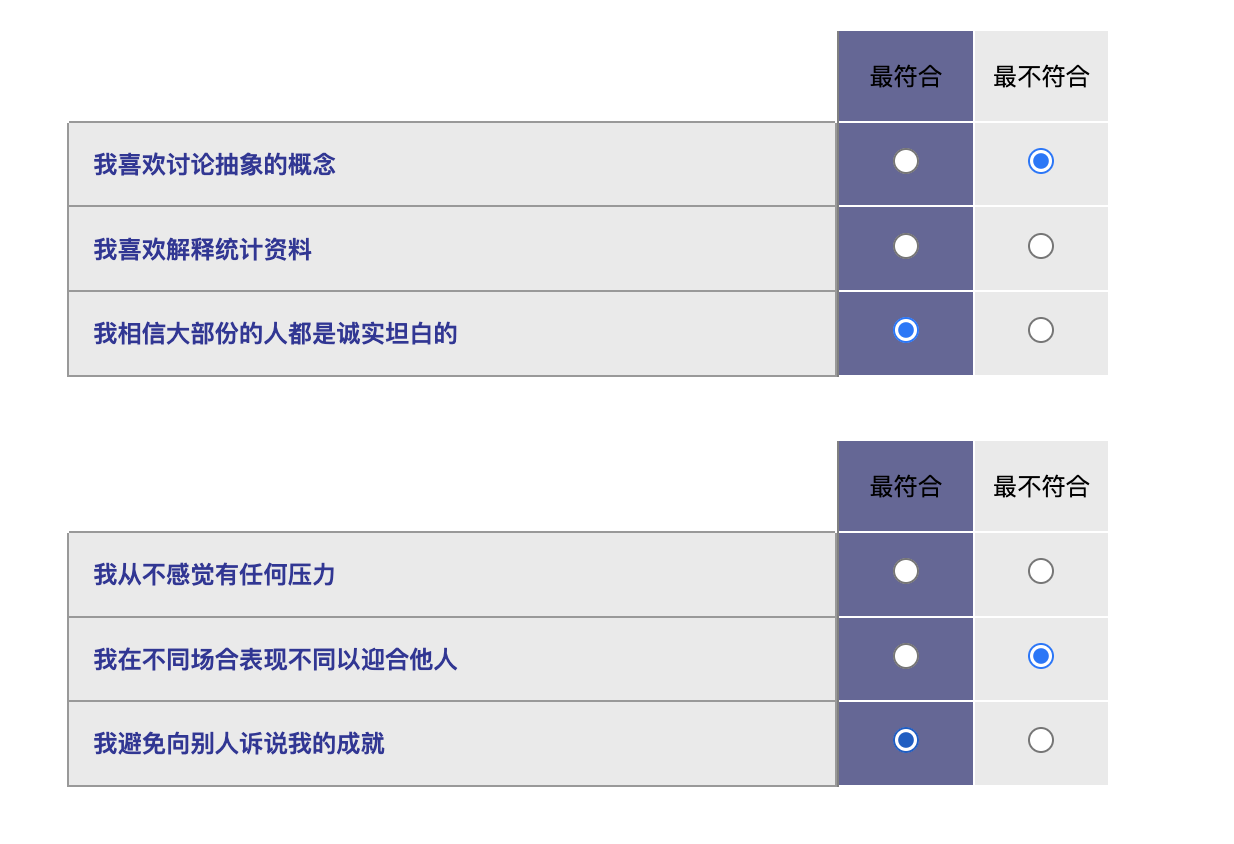 最符合 最不符合
我喜欢讨论抽象的概念
我喜欢解释统计资料
我相信大部份的人都是诚实坦白的
最符合 最不符合
我从不感觉有任何压力
我在不同场合表现不同以迎合他人
我避免向别人诉说我的成就